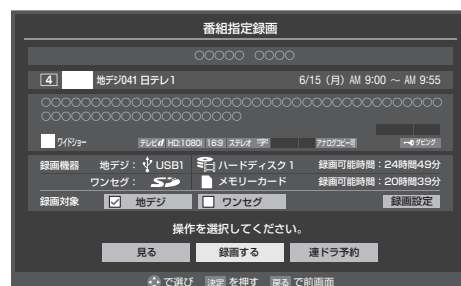 番組指定録画
○○○○○ ○○○○
4 地デジ041 日テレ1 6/15 (月) AM 9:00 ～ AM 9:55
○○○○○○○○○○○○○○○○○○○○○○○○○○○○○○○○○○○○
○○○○○○○○○○○○○○○○○○
ワイドショー テレビd HD:1080i 16:9 ステレオ 字 アナログコピー可 ダビング
録画機器 地デジ： USB1 ハードディスク1 録画可能時間：24時間49分
ワンセグ： SD メモリーカード 録画可能時間：20時間39分
録画対象 地デジ ワンセグ 録画設定
操作を選択してください。
見る 録画する 連ドラ予約
で選び 決定 を押す 戻る で前画面